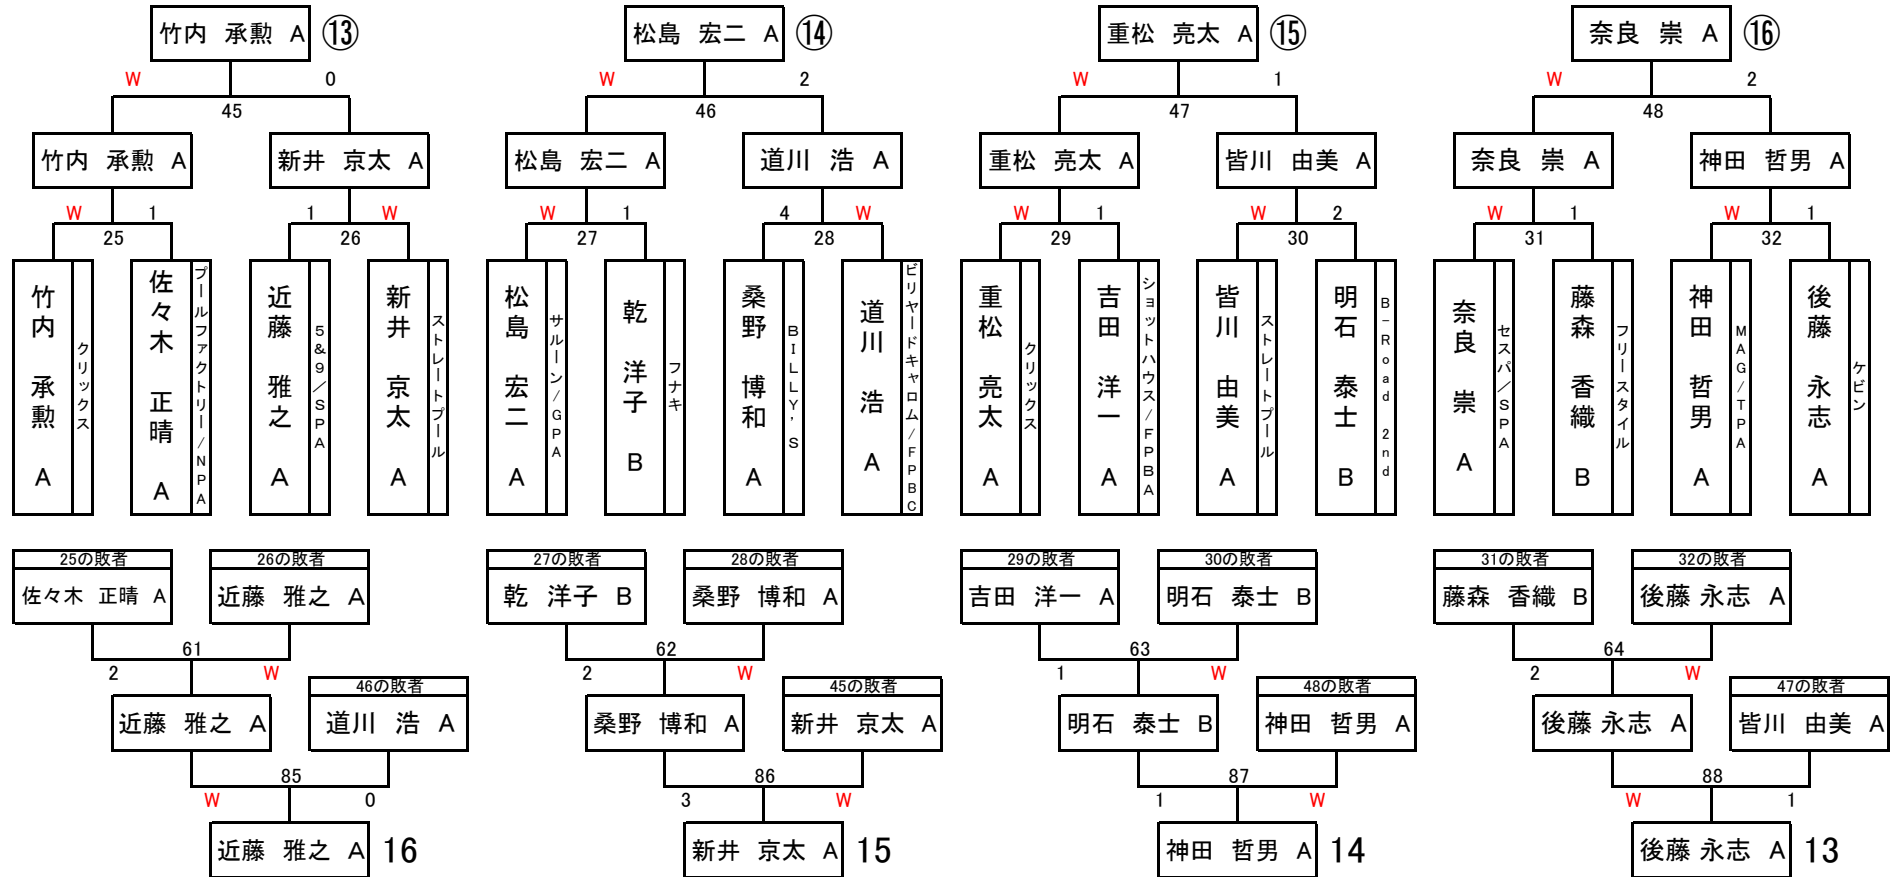 竹内 承勲 A ⑬
松島 宏二 A ⑭
重松 亮太 A ⑮
奈良 崇 A ⑯
W 0
W 2
W 1
W 2
45
46
47
48
竹内 承勲 A
新井 京太 A
松島 宏二 A
道川 浩 A
重松 亮太 A
皆川 由美 A
奈良 崇 A
神田 哲男 A
W 1
1 W
W 1
4 W
W 1
W 2
W 1
W 1
25
26
27
28
29
30
31
32
竹内 承勲 A
クリックス
佐々木 正晴 A
プールファクトリー/NPA
近藤 雅之 A
5&9/SPA
新井 京太 A
ストレートプール
松島 宏二 A
サルーン/GPA
乾 洋子 B
フナキ
桑野 博和 A
BILLY'S
道川 浩 A
ビリヤードキャロム/FPBC
重松 亮太 A
クリックス
吉田 洋一 A
ショットハウス/FPBA
皆川 由美 A
ストレートプール
明石 泰士 B
B-Road 2nd
奈良 崇 A
セスパ/SPA
藤森 香織 B
フリースタイル
神田 哲男 A
MAG/TPA
後藤 永志 A
ケビン
25の敗者
26の敗者
27の敗者
28の敗者
29の敗者
30の敗者
31の敗者
32の敗者
佐々木 正晴 A
近藤 雅之 A
乾 洋子 B
桑野 博和 A
吉田 洋一 A
明石 泰士 B
藤森 香織 B
後藤 永志 A
61
62
63
64
2 W
2 W
1 W
2 W
46の敗者
45の敗者
48の敗者
47の敗者
近藤 雅之 A
道川 浩 A
桑野 博和 A
新井 京太 A
明石 泰士 B
神田 哲男 A
後藤 永志 A
皆川 由美 A
85
86
87
88
W 0
3 W
1 W
W 1
近藤 雅之 A 16
新井 京太 A 15
神田 哲男 A 14
後藤 永志 A 13